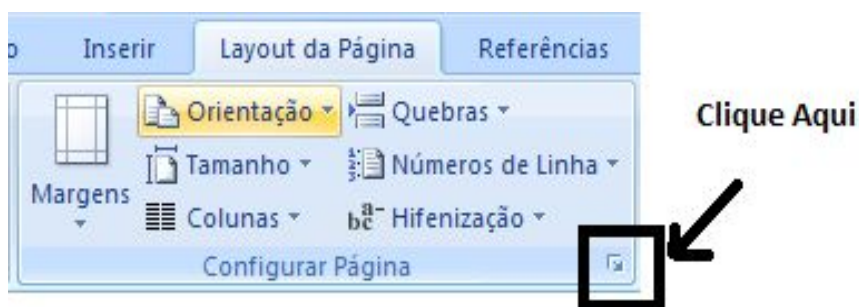 o Inserir Layout da Página Referências
Orientação Quebras
Clique Aqui
Tamanho Números de Linha
Margens
Colunas Hifenização
Configurar Página